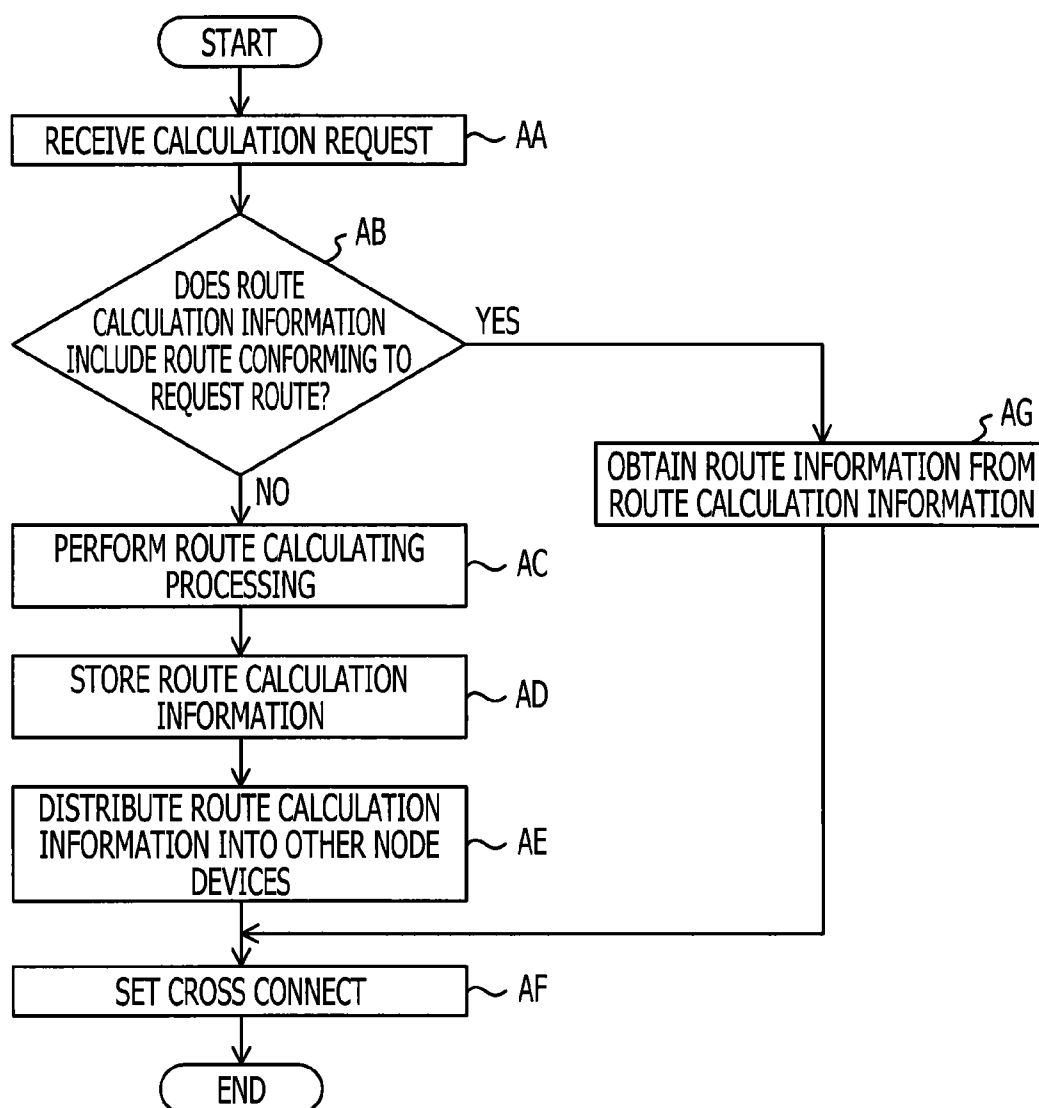 START
RECEIVE CALCULATION REQUEST
AA
AB
DOES ROUTE
CALCULATION INFORMATION
INCLUDE ROUTE CONFORMING TO
REQUEST ROUTE?
YES
NO
AG
OBTAIN ROUTE INFORMATION FROM
ROUTE CALCULATION INFORMATION
PERFORM ROUTE CALCULATING
PROCESSING
AC
STORE ROUTE CALCULATION
INFORMATION
AD
DISTRIBUTE ROUTE CALCULATION
INFORMATION INTO OTHER NODE
DEVICES
AE
SET CROSS CONNECT
AF
END